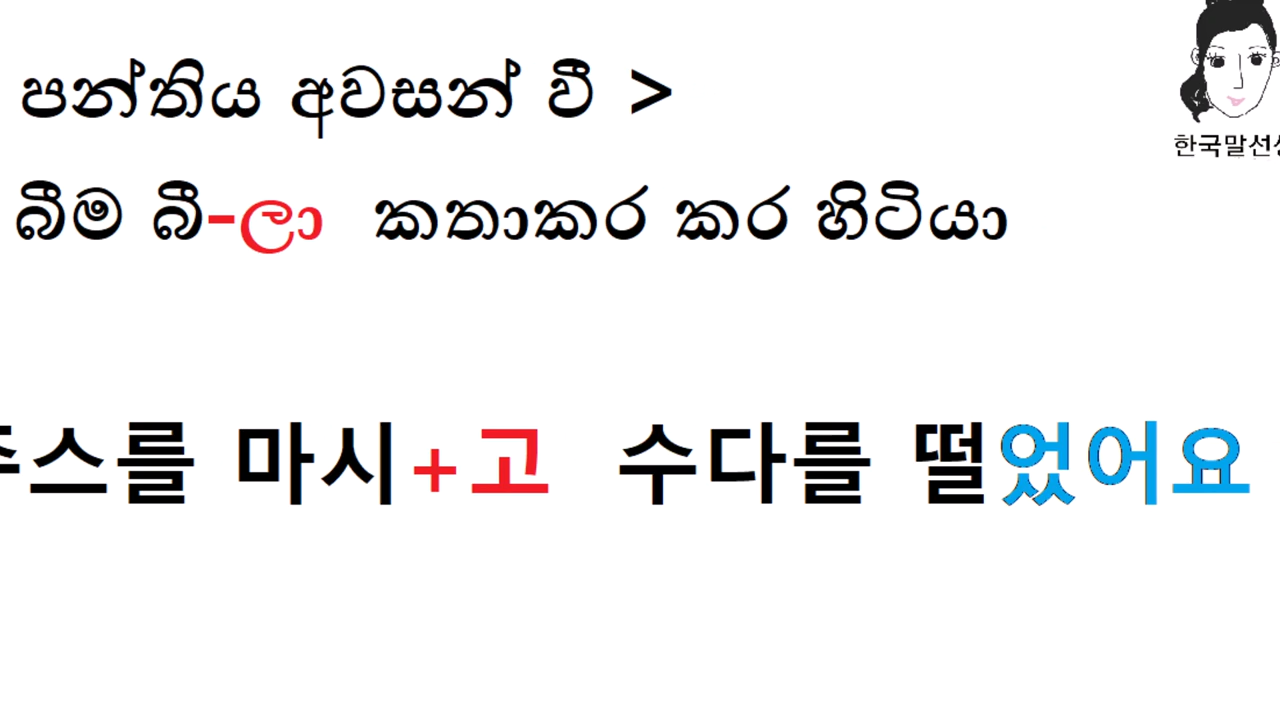 පන්තිය අවසන් වී >
බීම බී-ලා කතාකර කර හිටියා
스를 마시+고 수다를 떨었어요
한국말선